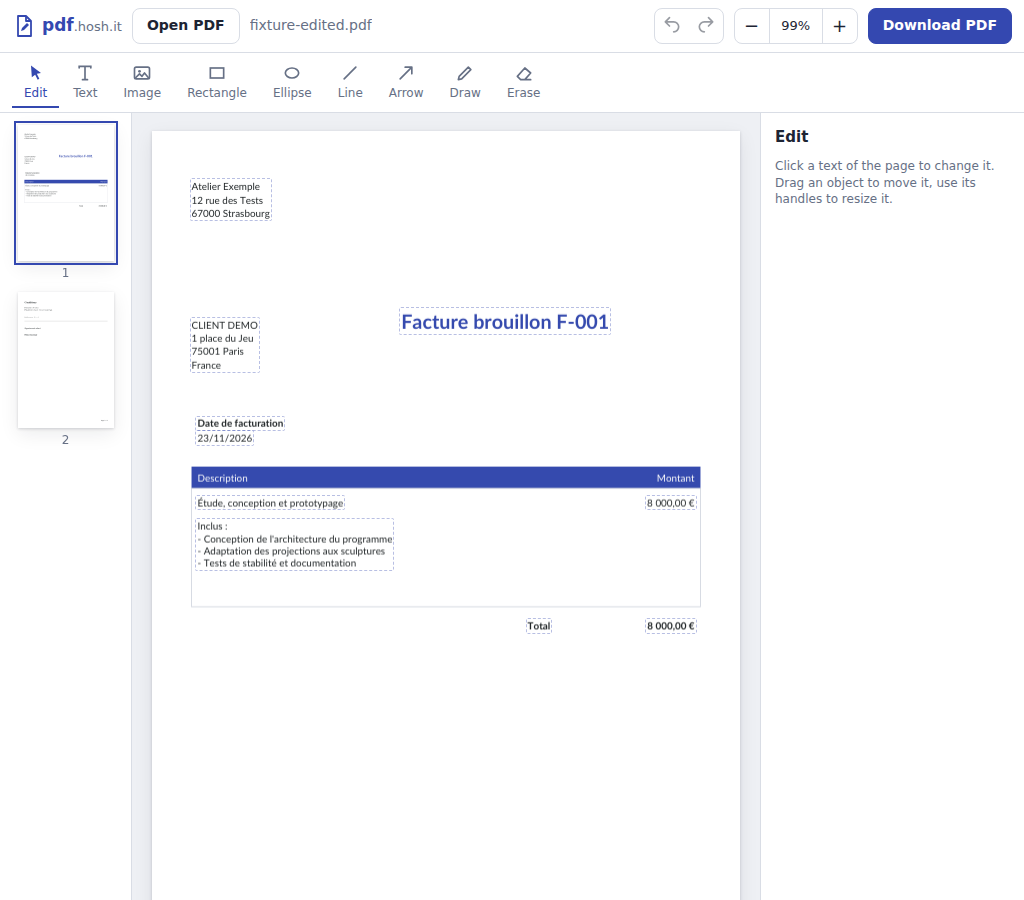 pdf.hosh.it
Open PDF
fixture-edited.pdf
99%
Download PDF
Edit
Text
Image
Rectangle
Ellipse
Line
Arrow
Draw
Erase
1
2
Atelier Exemple
12 rue des Tests
67000 Strasbourg
CLIENT DEMO
1 place du Jeu
75001 Paris
France
Facture brouillon F-001
Date de facturation
23/11/2026
Description Montant
Étude, conception et prototypage 8 000,00 €
Inclus :
- Conception de l'architecture du programme
- Adaptation des projections aux sculptures
- Tests de stabilité et documentation
Total 8 000,00 €
Edit
Click a text of the page to change it.
Drag an object to move it, use its
handles to resize it.